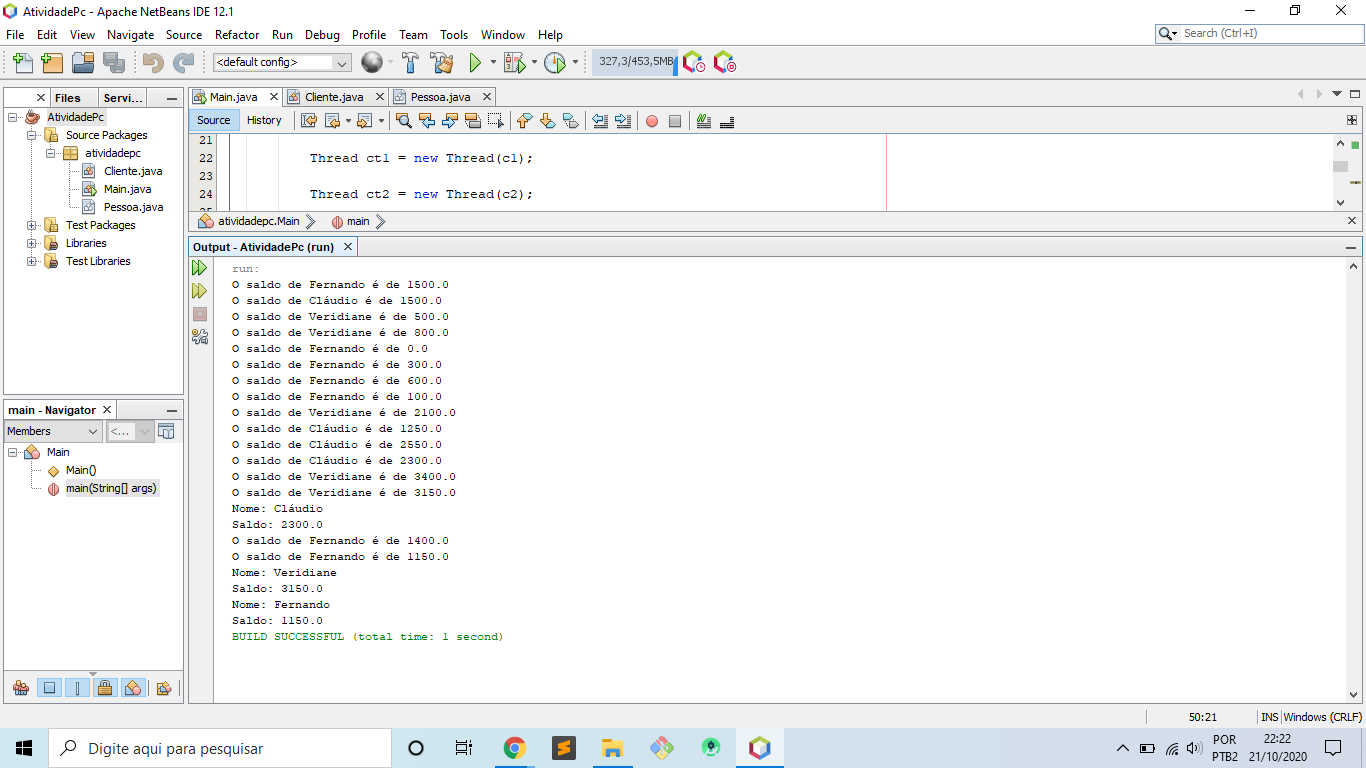 AtividadePc - Apache NetBeans IDE 12.1
File Edit View Navigate Source Refactor Run Debug Profile Team Tools Window Help
Search (Ctrl+I)
<default config>
327,3/453,5MB
Files Servi...
AtividadePc
Source Packages
atividadepc
Cliente.java
Main.java
Pessoa.java
Test Packages
Libraries
Test Libraries
main - Navigator
Members <...
Main
Main()
main(String[] args)
Main.java Cliente.java Pessoa.java
Source History
21
22 Thread ct1 = new Thread(c1);
23
24 Thread ct2 = new Thread(c2);
25
atividadepc.Main main
Output - AtividadePc (run)
run:
O saldo de Fernando é de 1500.0
O saldo de Cláudio é de 1500.0
O saldo de Veridiane é de 500.0
O saldo de Veridiane é de 800.0
O saldo de Fernando é de 0.0
O saldo de Fernando é de 300.0
O saldo de Fernando é de 600.0
O saldo de Fernando é de 100.0
O saldo de Veridiane é de 2100.0
O saldo de Cláudio é de 1250.0
O saldo de Cláudio é de 2550.0
O saldo de Cláudio é de 2300.0
O saldo de Veridiane é de 3400.0
O saldo de Veridiane é de 3150.0
Nome: Cláudio
Saldo: 2300.0
O saldo de Fernando é de 1400.0
O saldo de Fernando é de 1150.0
Nome: Veridiane
Saldo: 3150.0
Nome: Fernando
Saldo: 1150.0
BUILD SUCCESSFUL (total time: 1 second)
50:21 INS Windows (CRLF)
Digite aqui para pesquisar
POR 22:22
PTB2 21/10/2020